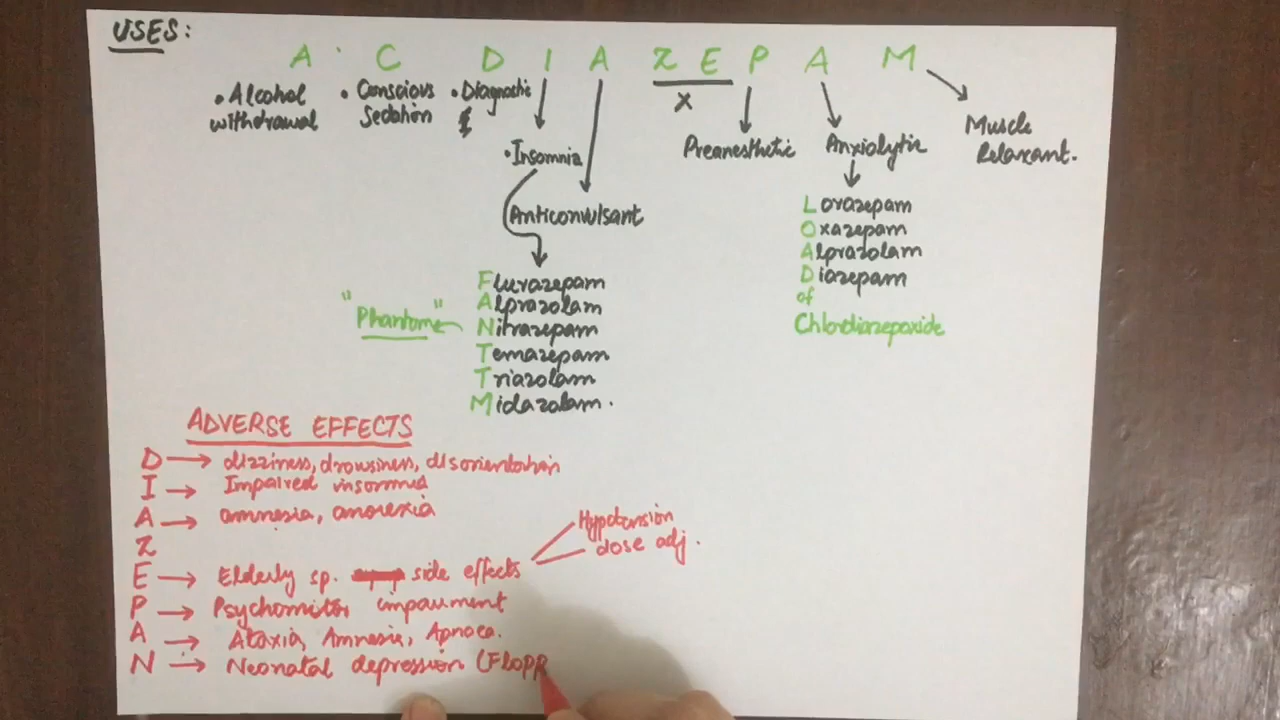 USES:
A C D I A Z E P A M
• Alcohol withdrawal
• Conscious Sedation
• Diagnostic
• Insomnia
Anticonvulsant
x
Preanesthetic
Anxiolytic
Muscle Relaxant.
Flurazepam
Alprazolam
Nitrazepam
Temazepam
Triazolam
Midazolam.
"Phantom"
Lorazepam
Oxazepam
Alprazolam
Diazepam
of
Chlordiazepoxide
ADVERSE EFFECTS
D → dizziness, drowsiness, disorientation
I → Impaired insomnia
A → amnesia, anorexia
Z
E → Elderly sp. side effects
Hypotension
dose adj.
P → Psychomotor impairment
A → Ataxia, Amnesia, Apnoea.
N → Neonatal depression (Flopp